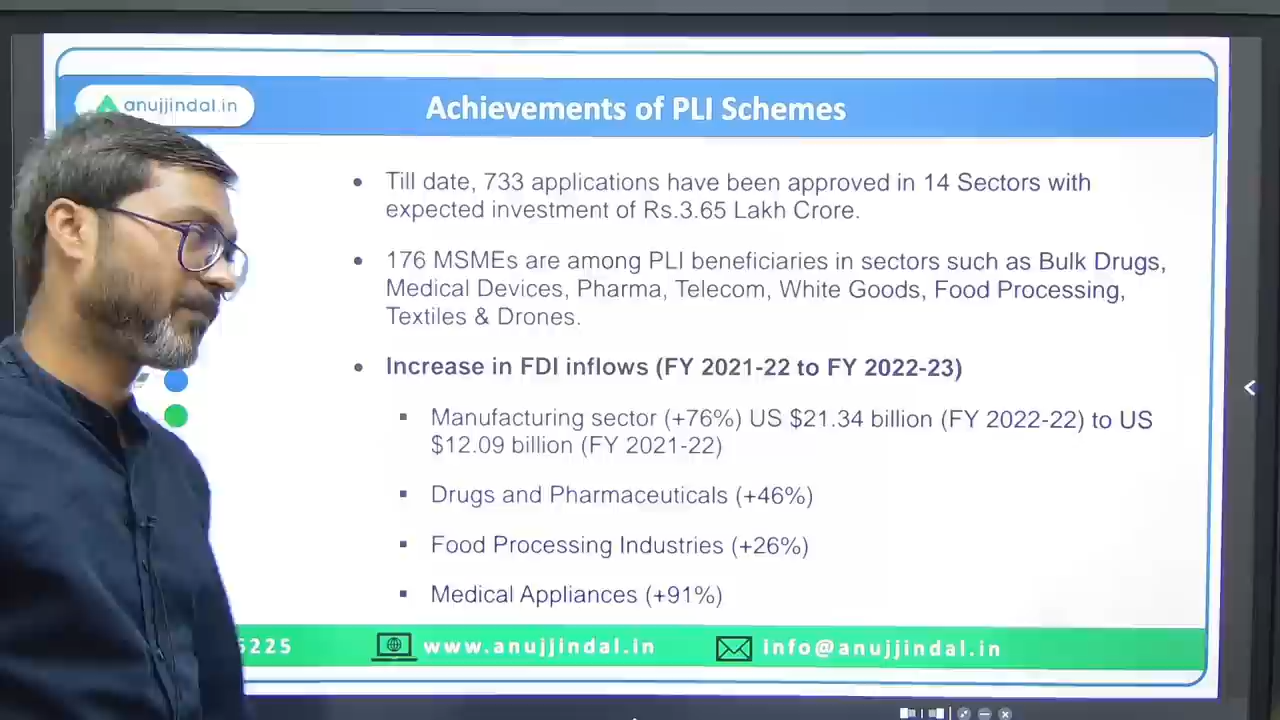 anujjindal.in
Achievements of PLI Schemes
• Till date, 733 applications have been approved in 14 Sectors with
expected investment of Rs.3.65 Lakh Crore.
• 176 MSMEs are among PLI beneficiaries in sectors such as Bulk Drugs,
Medical Devices, Pharma, Telecom, White Goods, Food Processing,
Textiles & Drones.
• Increase in FDI inflows (FY 2021-22 to FY 2022-23)
▪ Manufacturing sector (+76%) US $21.34 billion (FY 2022-22) to US
$12.09 billion (FY 2021-22)
▪ Drugs and Pharmaceuticals (+46%)
▪ Food Processing Industries (+26%)
▪ Medical Appliances (+91%)
5225 www.anujjindal.in info@anujjindal.in